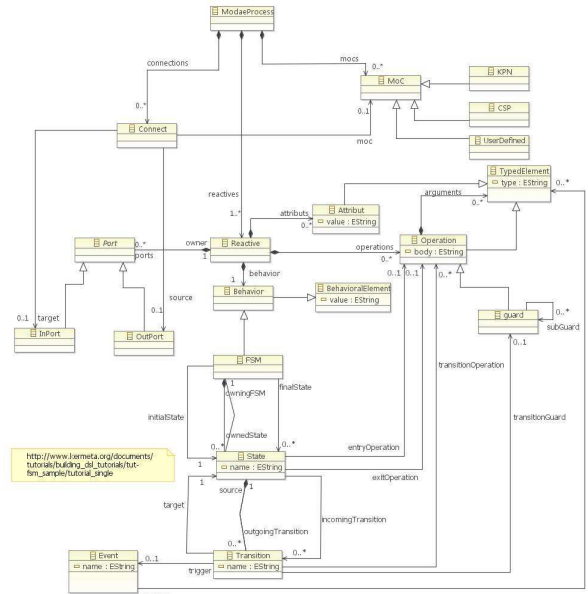 ModaeProcess
connections
mocs
0..*
0..*
MoC
KPN
CSP
UserDefined
0..1
moc
Connect
TypedElement
type : EString
0..*
arguments
0..*
reactives
1..*
attributs
0..*
Attribut
value : EString
Port
0..*
ports
owner
1
Reactive
operations
0..*
Operation
body : EString
0..1
0..1
0..*
behavior
1
source
0..1
target
0..1
InPort
OutPort
Behavior
BehavioralElement
value : EString
guard
0..*
subGuard
0..1
FSM
1
owningFSM
finalState
initialState
ownedState
transitionOperation
transitionGuard
0..*
0..*
1
State
name : EString
entryOperation
exitOperation
http://www.kermeta.org/documents/
tutorials/building_dsl_tutorials/tut-
fsm_sample/tutorial_single
1
source
1
target
incomingTransition
outgoingTransition
0..*
0..*
Event
name : EString
0..1
trigger
Transition
name : EString